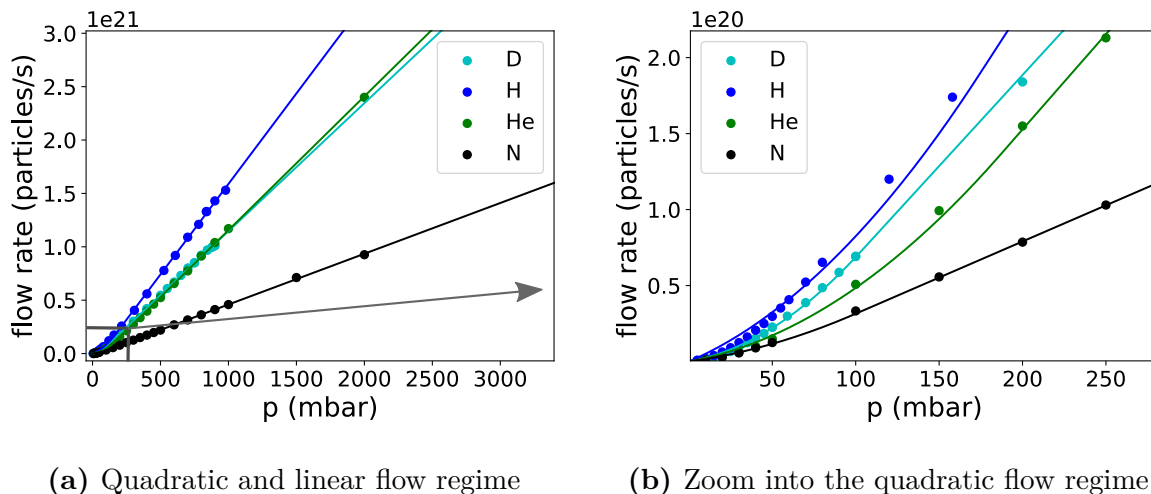 1e21
3.0
2.5
2.0
1.5
1.0
0.5
0.0
flow rate (particles/s)
D
H
He
N
0 500 1000 1500 2000 2500 3000
p (mbar)
(a) Quadratic and linear flow regime
1e20
2.0
1.5
1.0
0.5
flow rate (particles/s)
D
H
He
N
50 100 150 200 250
p (mbar)
(b) Zoom into the quadratic flow regime